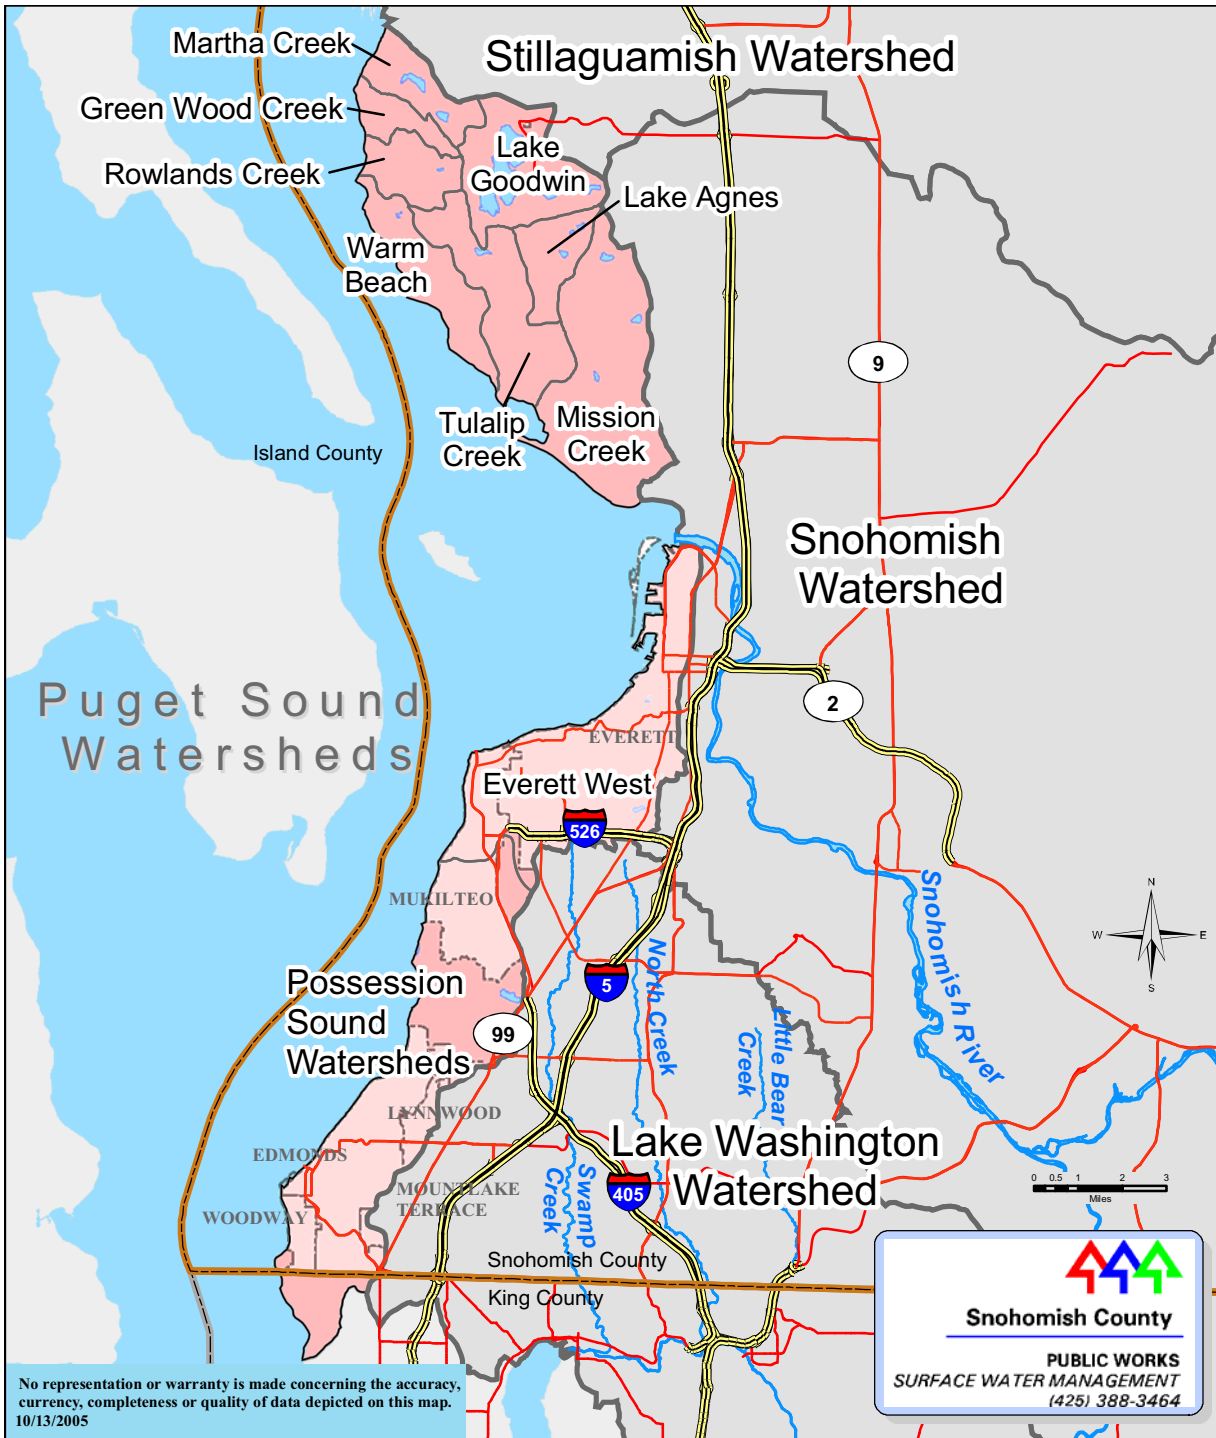 Martha Creek
Stillaguamish Watershed
Green Wood Creek
Rowlands Creek
Lake
Goodwin
Lake Agnes
Warm
Beach
9
Tulalip
Creek
Mission
Creek
Island County
Snohomish
Watershed
Puget Sound
Watersheds
2
EVERETT
Everett West
526
MUKILTEO
Snohomish River
N
W
E
S
North Creek
5
Possession
Sound
Watersheds
99
Little Bear
Creek
LYNNWOOD
EDMONDS
Lake Washington
Watershed
405
MOUNTLAKE
TERRACE
Swamp
Creek
WOODWAY
0 0.5 1 2 3
Miles
Snohomish County
King County
Snohomish County
PUBLIC WORKS
SURFACE WATER MANAGEMENT
(425) 388-3464
No representation or warranty is made concerning the accuracy,
currency, completeness or quality of data depicted on this map.
10/13/2005